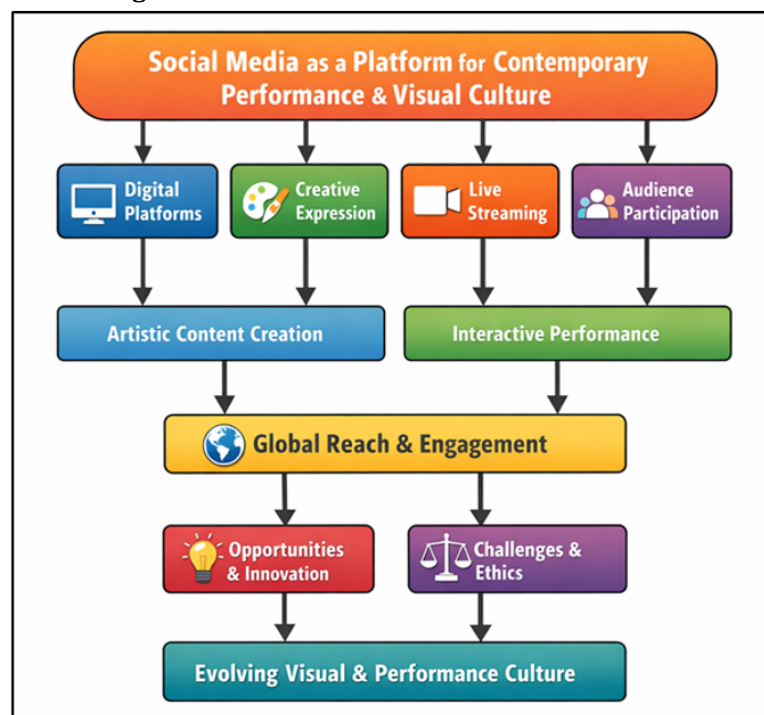 Social Media as a Platform for Contemporary
Performance & Visual Culture
Digital
Platforms
Creative
Expression
Live
Streaming
Audience
Participation
Artistic Content Creation
Interactive Performance
Global Reach & Engagement
Opportunities
& Innovation
Challenges &
Ethics
Evolving Visual & Performance Culture